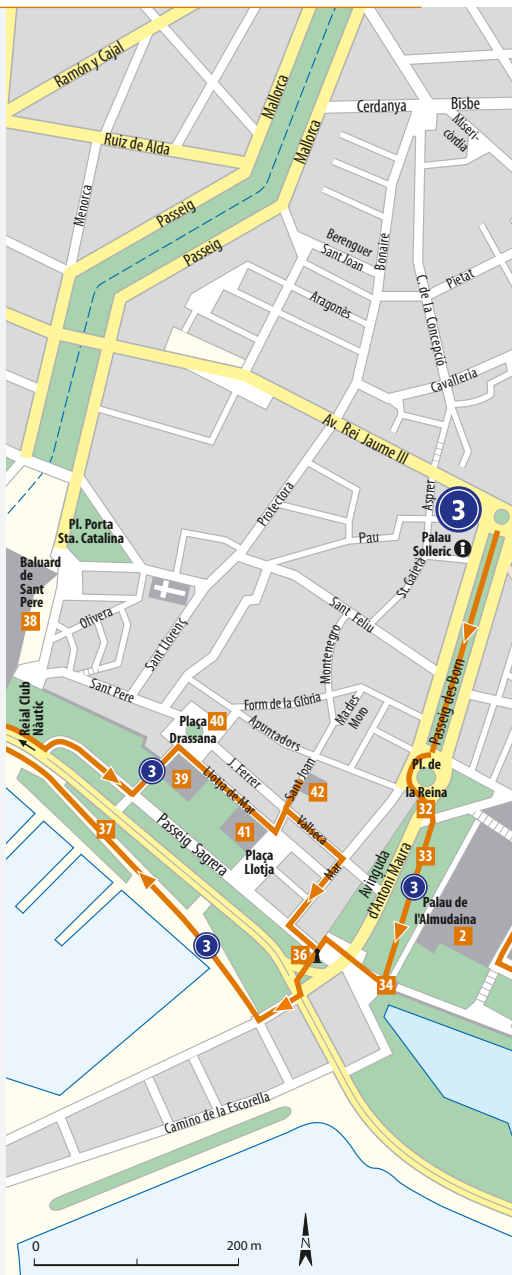 Ramón y Cajal
Mallorca
Mallorca
Cerdanya
Bisbe
Miseri-
còrdia
Ruiz de Alda
Menorca
Passeig
Passeig
Berenguer
Sant Joan
Bonaire
C. de la Concepció
Pietat
Aragonès
Cavalleria
Av. Rei Jaume III
Protectora
Asprer
3
Palau
Solleric
i
Pau
Pl. Porta
Sta. Catalina
Baluard
de
Sant
Pere
38
Olivera
Sant Llorenç
St.Gaietà
Sant Feliu
Montenegro
Passeig des Born
Sant Pere
Form de la Glòria
Ma des
Moro
Apuntadors
Reial Club
Nàutic
Plaça
Drassana
40
J. Ferrer
Sant Joan
Pl. de
la Reina
3
39
Llotja de Mar
42
32
41
Vallseca
37
Passeig Sagrera
Plaça
Llotja
Mar
33
Avinguda
d'Antoni Maura
3
Palau de
l'Almudaina
2
3
36
34
Camino de la Escorella
N
0
200 m